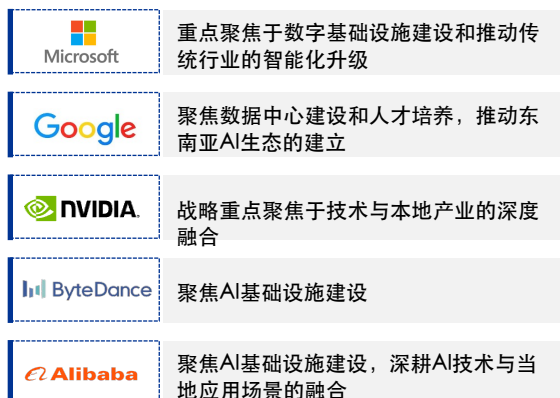 Microsoft
重点聚焦于数字基础设施建设和推动传
统行业的智能化升级
Google
聚焦数据中心建设和人才培养，推动东
南亚AI生态的建立
NVIDIA.
战略重点聚焦于技术与本地产业的深度
融合
ByteDance
聚焦AI基础设施建设
Alibaba
聚焦AI基础设施建设，深耕AI技术与当
地应用场景的融合